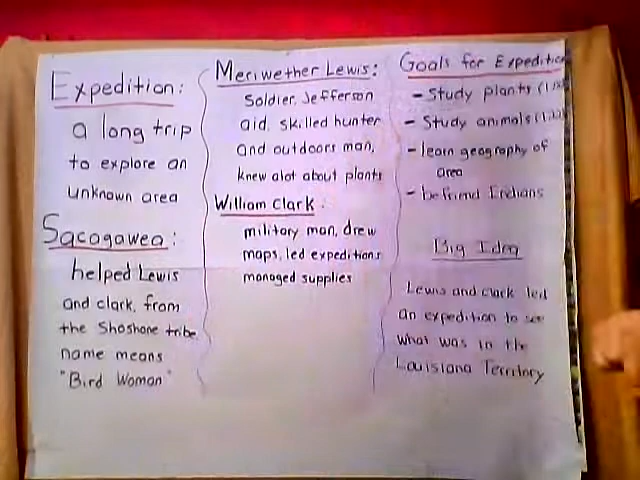 Expedition:
a long trip
to explore an
unknown area
Sacagawea:
helped Lewis
and clark, from
the Shoshone tribe,
name means
"Bird Woman"
Meriwether Lewis:
Soldier, Jefferson
aid, skilled hunter
and outdoors man,
knew alot about plants
William Clark:
military man, drew
maps, led expeditions
managed supplies
Goals for Expedition
- Study plants
- Study animals
- learn geography of
area
- befriend Indians
Big Idea
Lewis and clark led
an expedition to see
what was in the
Louisiana Territory